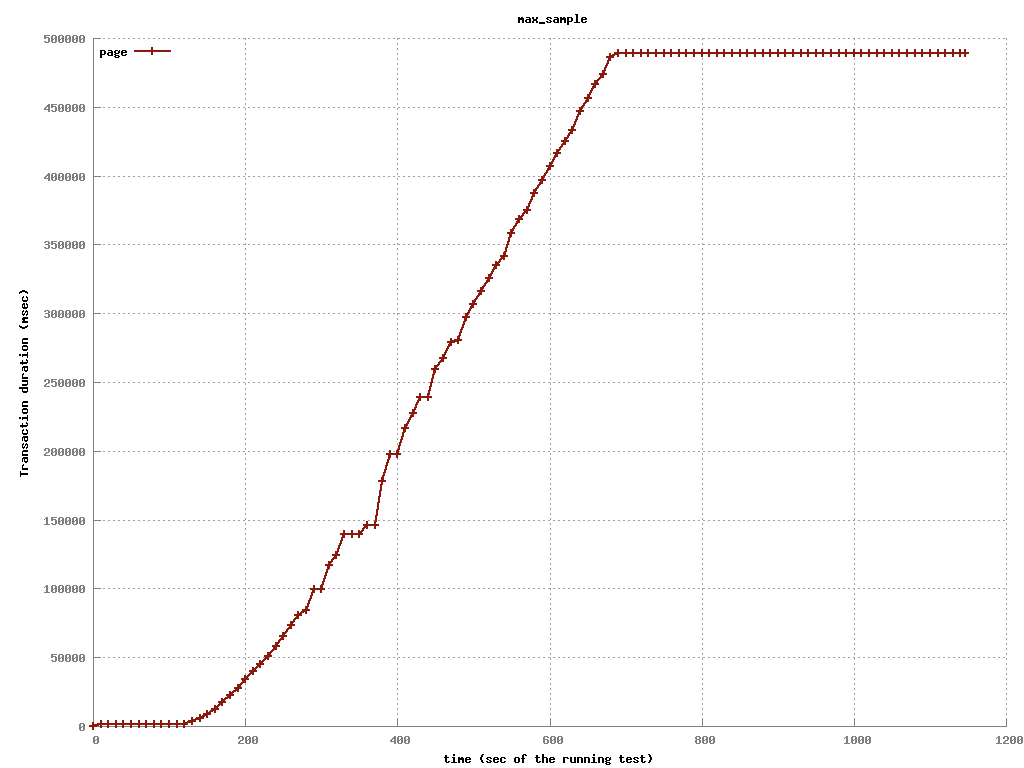 max_sample
page
500000
450000
400000
350000
300000
250000
200000
150000
100000
50000
0
Transaction duration (msec)
0 200 400 600 800 1000 1200
time (sec of the running test)